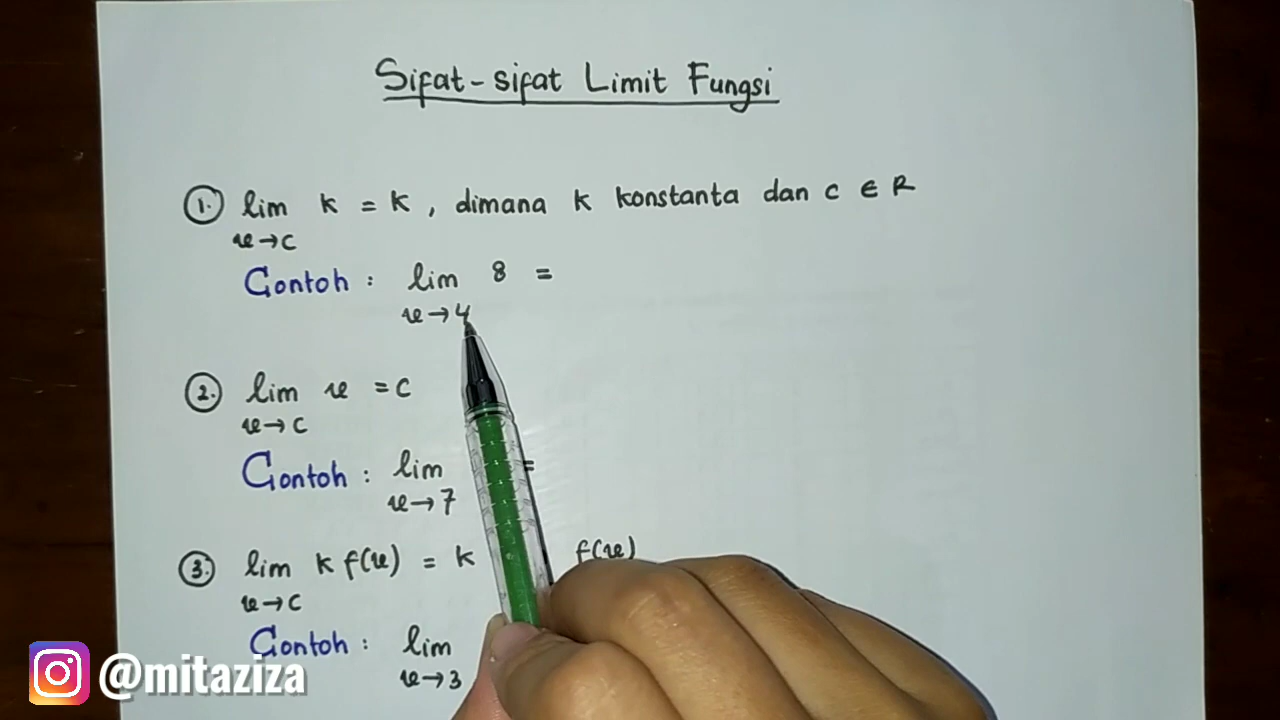 Sifat-sifat Limit Fungsi
1. lim k = k, dimana k konstanta dan c ∈ R
x→c
Contoh : lim 8 =
x→4
2. lim x = c
x→c
Contoh : lim =
x→7
3. lim k f(x) = k f(x)
x→c
Contoh : lim
x→3
@mitaziza